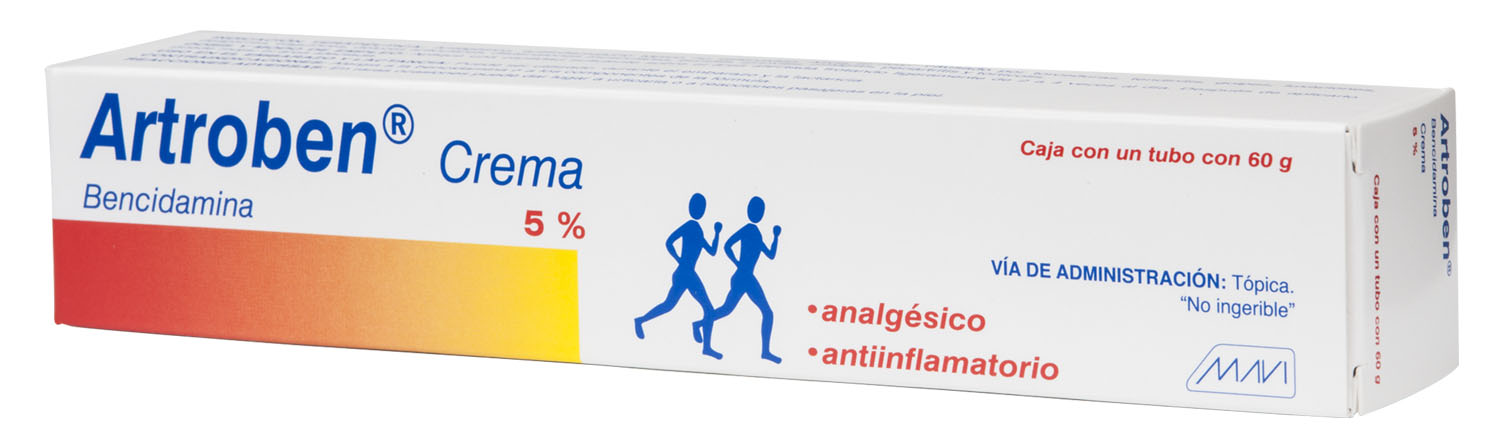 Artroben® Crema
Bencidamina
5 %
Caja con un tubo con 60 g
VÍA DE ADMINISTRACIÓN: Tópica.
“No ingerible”
•analgésico
•antiinflamatorio
MAVI
Artroben®
Bencidamina
Crema
5 %
Caja con un tubo con 60 g